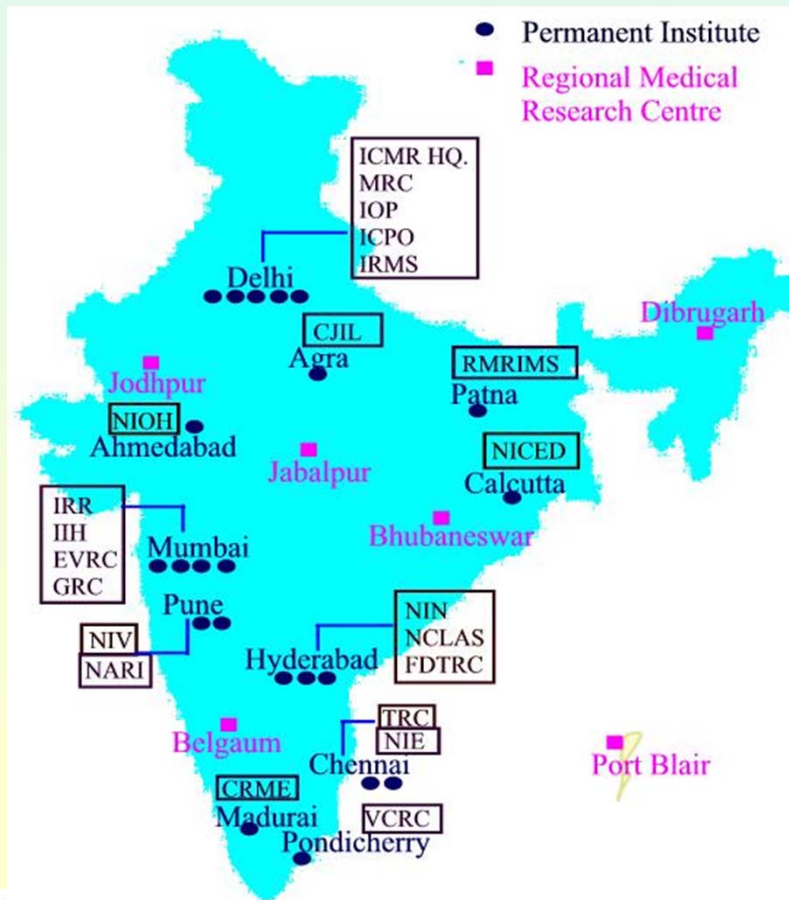 Permanent Institute
Regional Medical
Research Centre
ICMR HQ.
MRC
IOP
ICPO
IRMS
Delhi
CJIL
Agra
Dibrugarh
RMRIMS
Patna
Jodhpur
NIOH
Ahmedabad
Jabalpur
NICED
Calcutta
Bhubaneswar
IRR
IIH
EVRC
GRC
Mumbai
Pune
NIV
NARI
NIN
NCLAS
FDTRC
Hyderabad
Belgaum
TRC
NIE
Chennai
Port Blair
CRME
Madurai
VCRC
Pondicherry